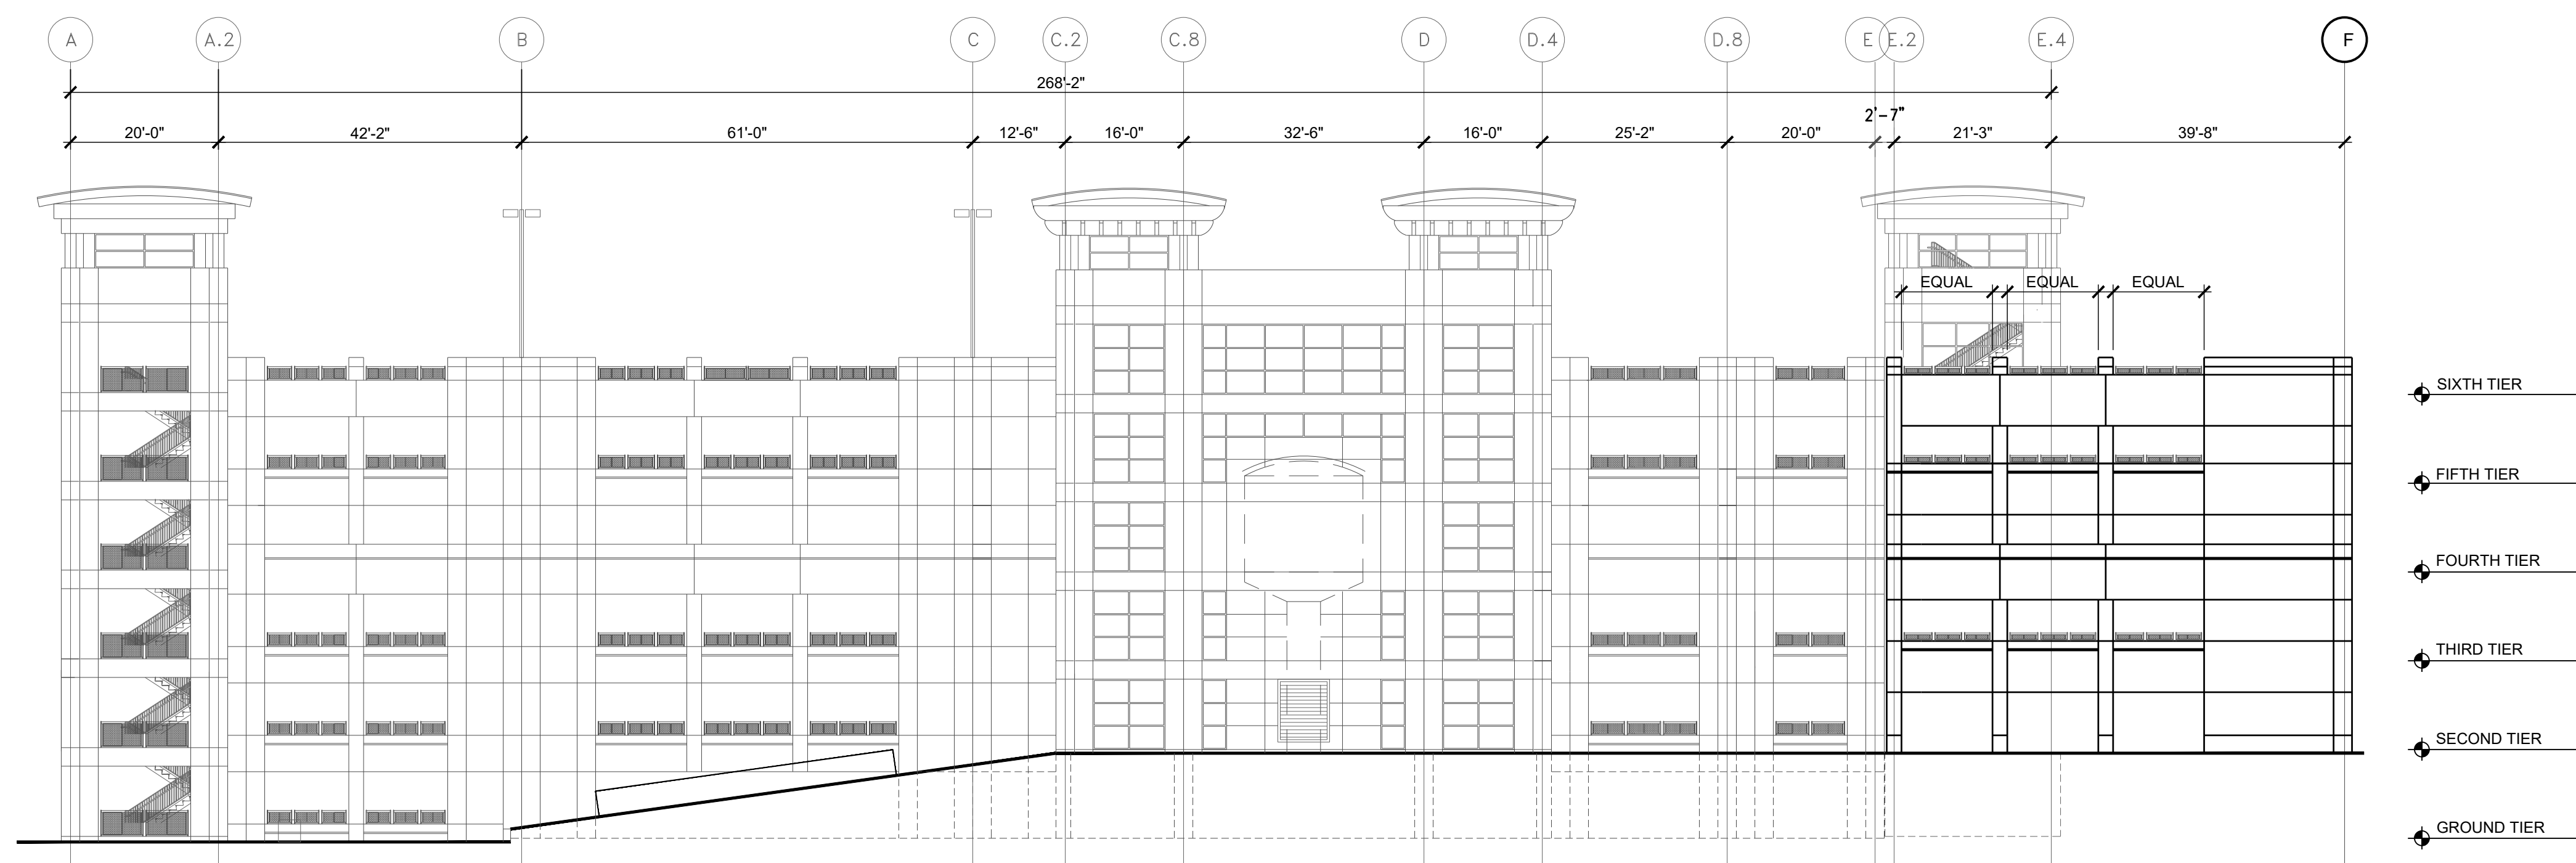 A A.2 B C C.2 C.8 D D.4 D.8 E E.2 E.4 F
268'-2"
2'-7"
20'-0" 42'-2" 61'-0" 12'-6" 16'-0" 32'-6" 16'-0" 25'-2" 20'-0" 21'-3" 39'-8"
EQUAL EQUAL EQUAL
SIXTH TIER
FIFTH TIER
FOURTH TIER
THIRD TIER
SECOND TIER
GROUND TIER